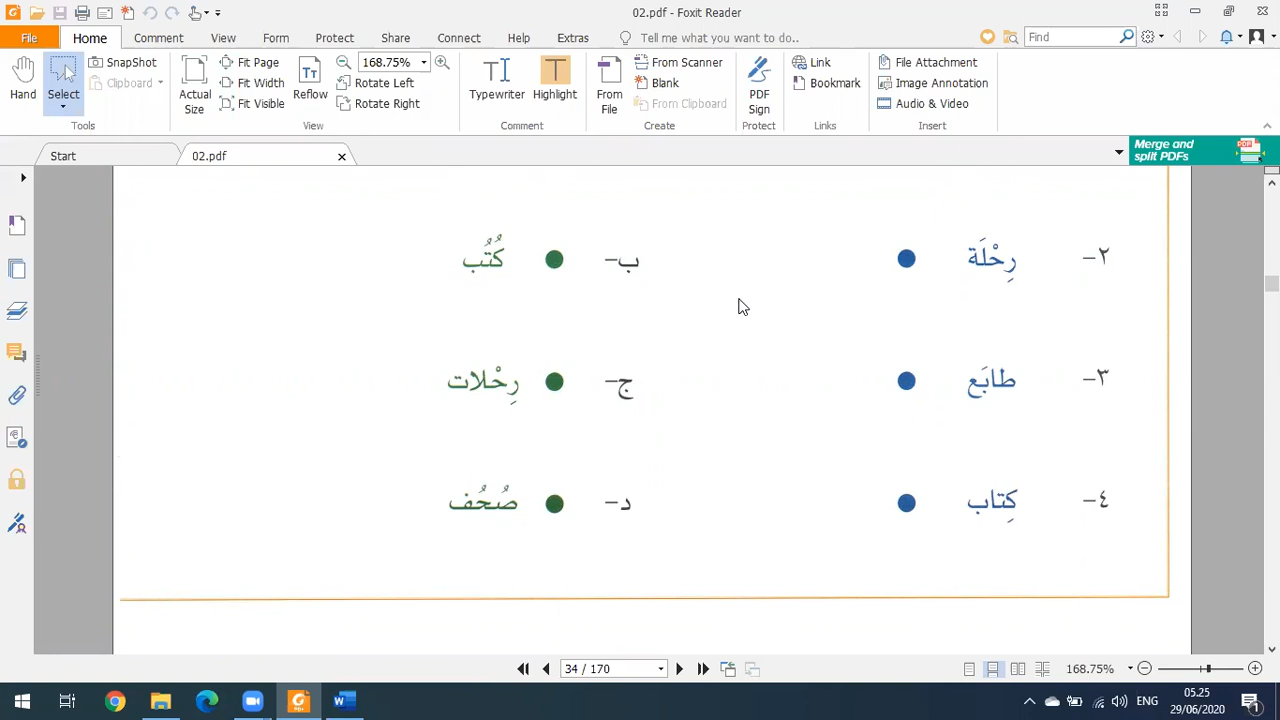 02.pdf - Foxit Reader
File Home Comment View Form Protect Share Connect Help Extras Tell me what you want to do.. Find
SnapShot Fit Page 168.75% From Scanner Link File Attachment
Clipboard Fit Width Rotate Left Blank Bookmark Image Annotation
Hand Select Actual Size Fit Visible Reflow Rotate Right Typewriter Highlight From File From Clipboard PDF Sign Audio & Video
Tools View Comment Create Protect Links Insert
Start 02.pdf Merge and split PDFs
٢- رِحْلَة ب- كُتُب
٣- طابَع ج- رِحْلات
٤- كِتاب د- صُحُف
34 / 170 168.75%
ENG 05.25
29/06/2020